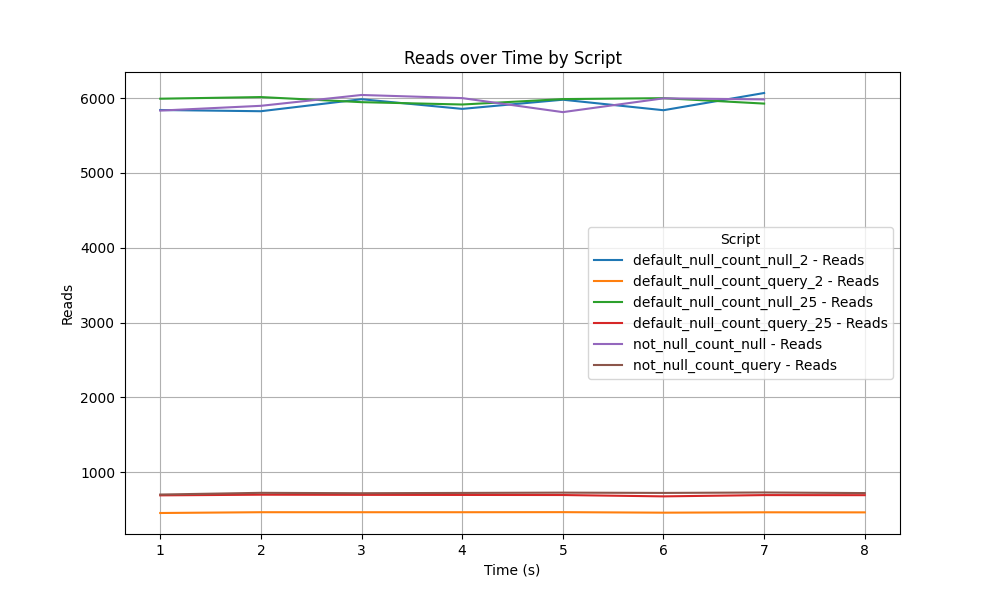 Reads over Time by Script
6000
5000
4000
3000
2000
1000
Reads
Script
default_null_count_null_2 - Reads
default_null_count_query_2 - Reads
default_null_count_null_25 - Reads
default_null_count_query_25 - Reads
not_null_count_null - Reads
not_null_count_query - Reads
1 2 3 4 5 6 7 8
Time (s)